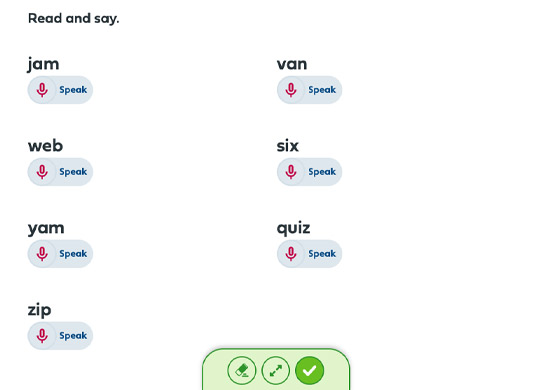 Read and say.
jam
Speak
van
Speak
web
Speak
six
Speak
yam
Speak
quiz
Speak
zip
Speak